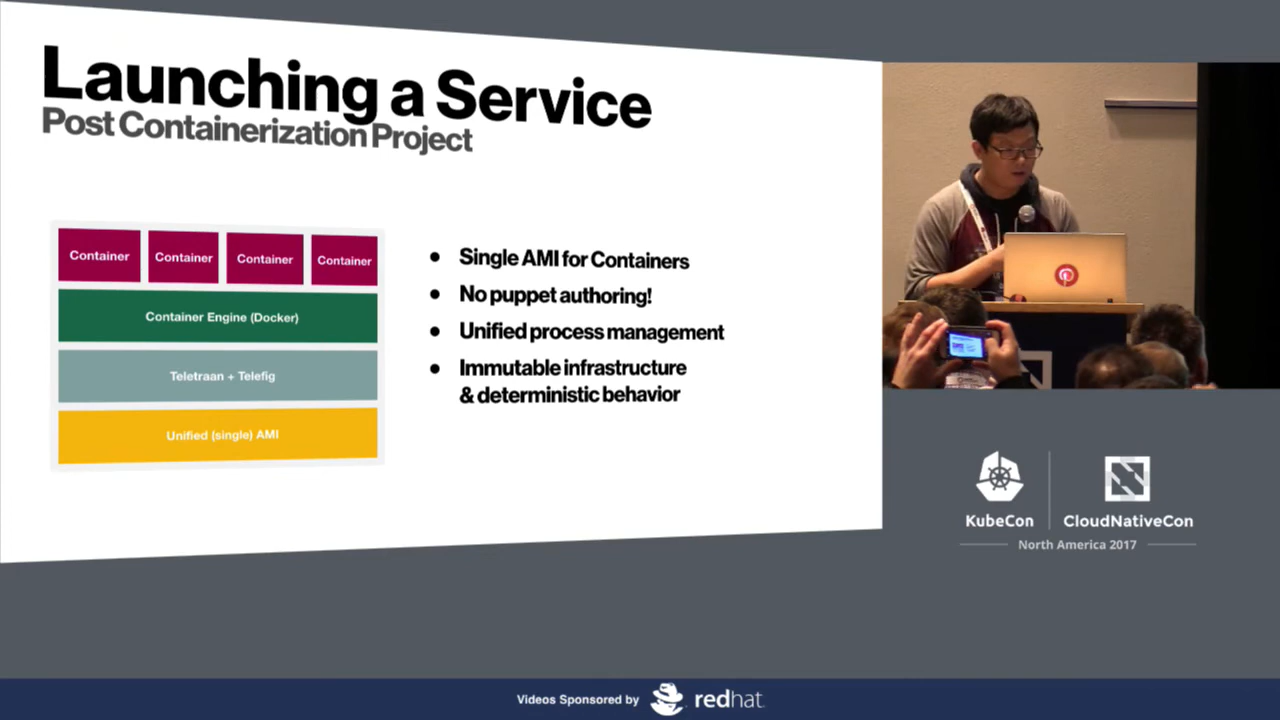 Launching a Service
Post Containerization Project
Container
Container
Container
Container
Container Engine (Docker)
Teletraan + Telefig
Unified (single) AMI
● Single AMI for Containers
● No puppet authoring!
● Unified process management
● Immutable infrastructure
& deterministic behavior
KubeCon
CloudNativeCon
North America 2017
Videos Sponsored by
redhat.